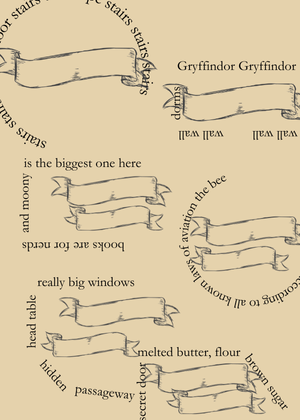 oor stairs
pe stairs stairs stairs
stairs stairs
Gryffindor Gryffindor
dorms
wall wall
wall wall
is the biggest one here
and moony
books are for nerds
ccording to all known laws of aviation the bee
really big windows
head table
hidden
passageway
secret door
melted butter, flour
brown sugar